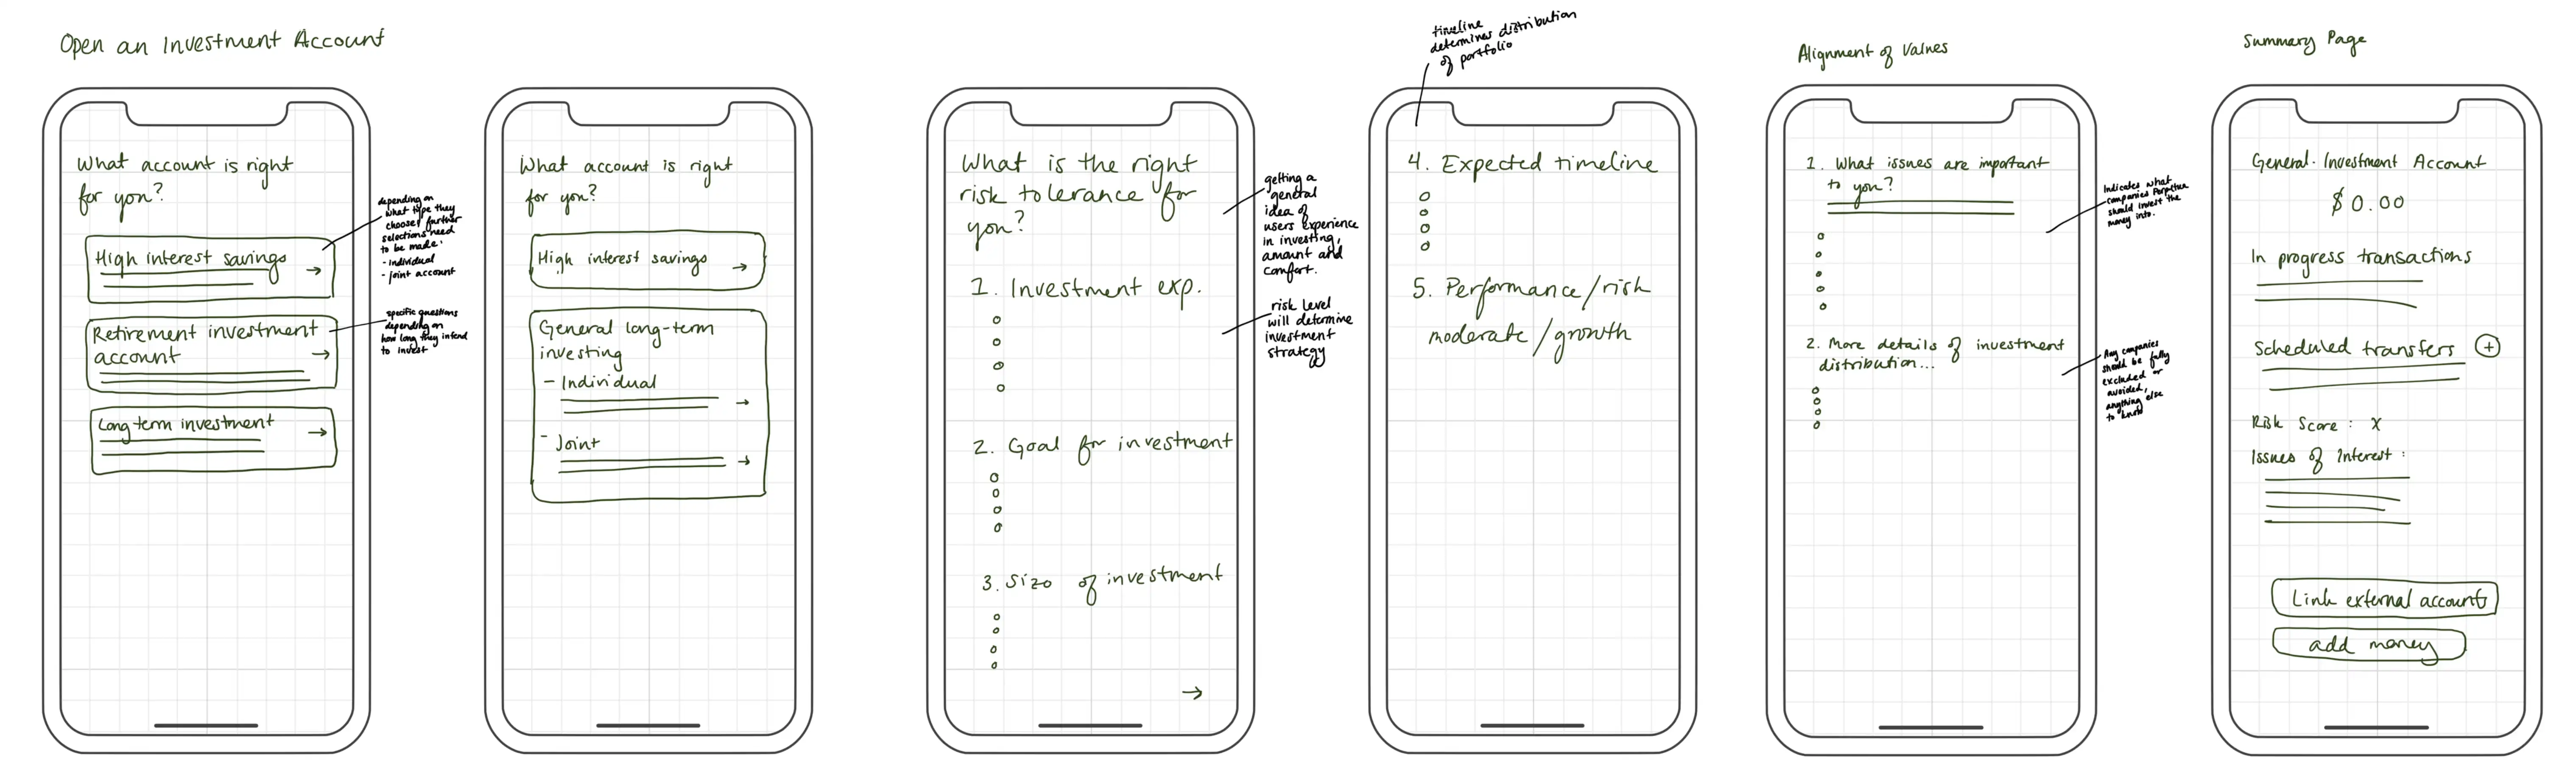 Open an Investment Account
What account is right
for you?
High interest savings
→
Retirement investment
account
→
Long term investment
→
depending on
what type they
choose further
selections need
to be made.
- Individual
- joint account
specific questions
depending on
how long they intend
to invest
What account is right
for you?
High interest savings
→
General long-term
investing
- Individual
→
- Joint
→
What is the right
risk tolerance for
you?
1. Investment exp.
2. Goal for investment
3. Size of investment
→
getting a
general
idea of
users experience
in investing,
amount and
comfort.
risk level
will determine
investment
strategy
timeline
determines distribution
of portfolio
4. Expected timeline
5. Performance/risk
moderate/growth
Alignment of Values
1. What issues are important
to you?
2. More details of investment
distribution...
Indicates what
companies Perpetua
should invest the
money into.
Any companies
should be fully
excluded or
avoided,
anything else
to know
Summary Page
General Investment Account
$0.00
In progress transactions
Scheduled transfers +
Risk Score: X
Issues of Interest:
Link external account
add money